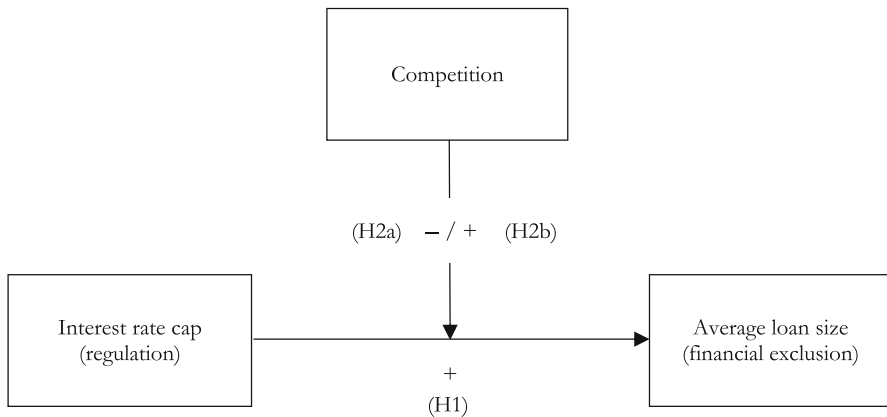 Competition
(H2a) – / + (H2b)
Interest rate cap
(regulation)
Average loan size
(financial exclusion)
+
(H1)